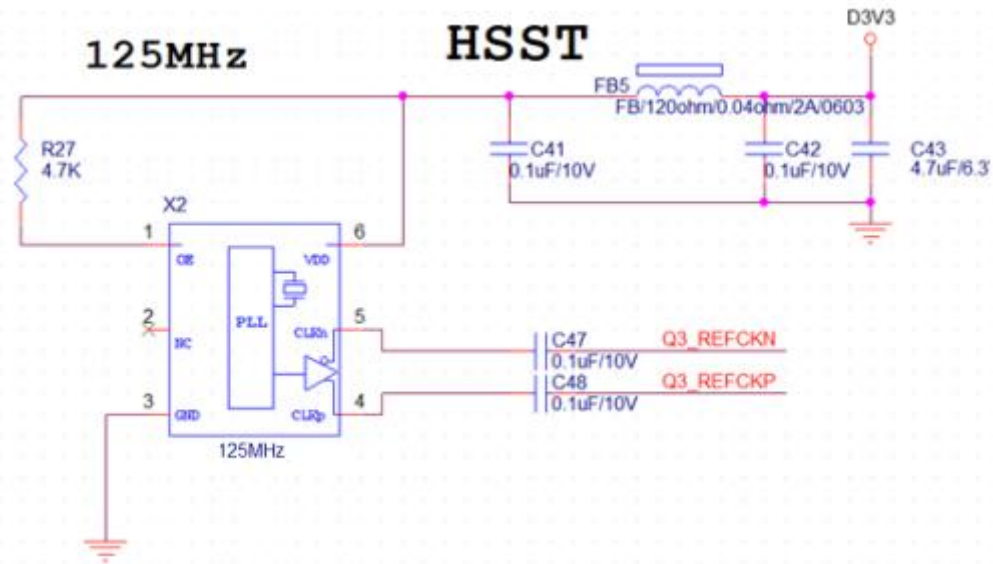 D3V3
125MHz
HSST
FB5
FB/120ohm/0.04ohm/2A/0603
R27
4.7K
C41
0.1uF/10V
C42
0.1uF/10V
C43
4.7uF/6.3
X2
1
6
OE
VDD
2
PLL
5
CLKn
NC
C47
0.1uF/10V
Q3_REFCKN
3
4
GND
CLKp
C48
0.1uF/10V
Q3_REFCKP
125MHz